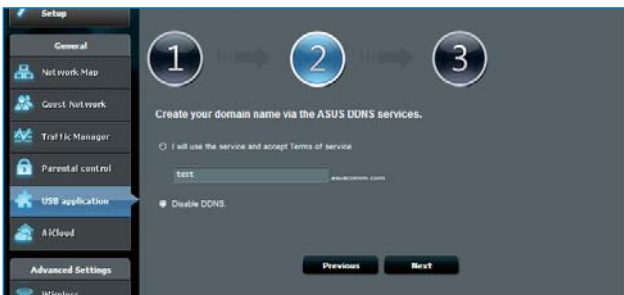 Setup
General
Network Map
Guest Network
Traffic Manager
Parental control
USB application
AiCloud
Advanced Settings
Wireless
1
2
3
Create your domain name via the ASUS DDNS services.
I will use the service and accept Terms of service
test
.asuscomm.com
Disable DDNS.
Previous
Next